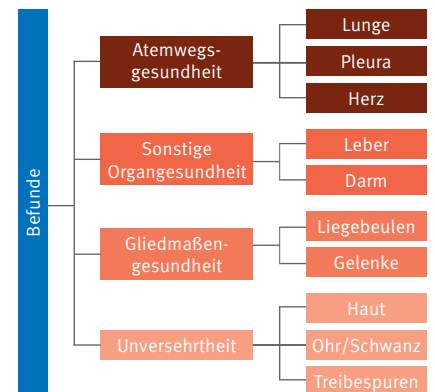 Befunde
Atemwegs-
gesundheit
Lunge
Pleura
Herz
Sonstige
Organgesundheit
Leber
Darm
Gliedmaßen-
gesundheit
Liegebeulen
Gelenke
Unversehrtheit
Haut
Ohr/Schwanz
Treibespuren